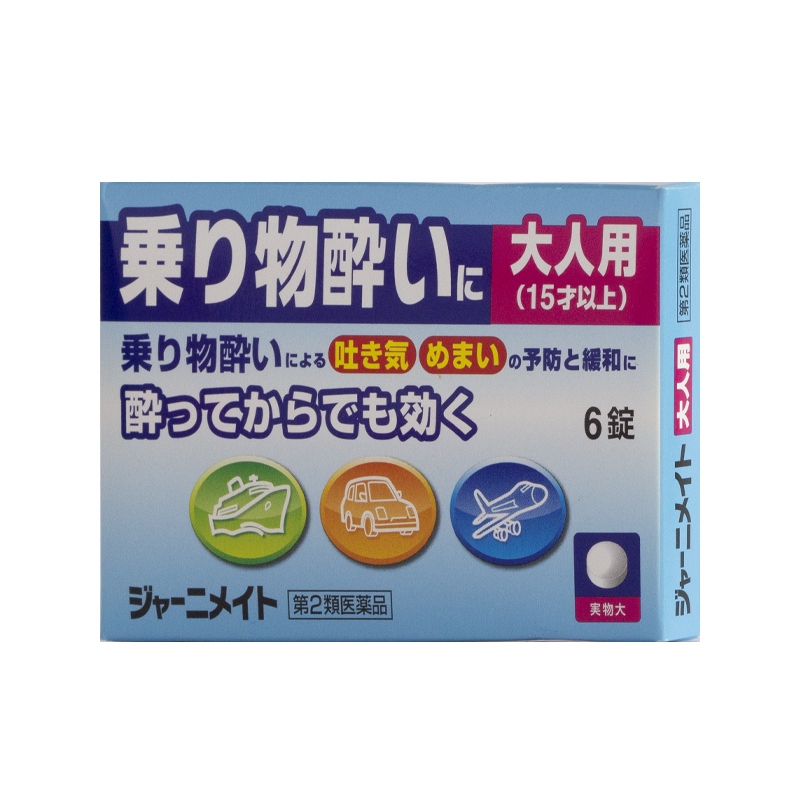 乗り物酔いに
大人用
(15才以上)
乗り物酔いによる 吐き気 めまい の予防と緩和に
酔ってからでも効く
6錠
ジャーニメイト 第2類医薬品
実物大
第2類医薬品
大人用
ジャーニメイト